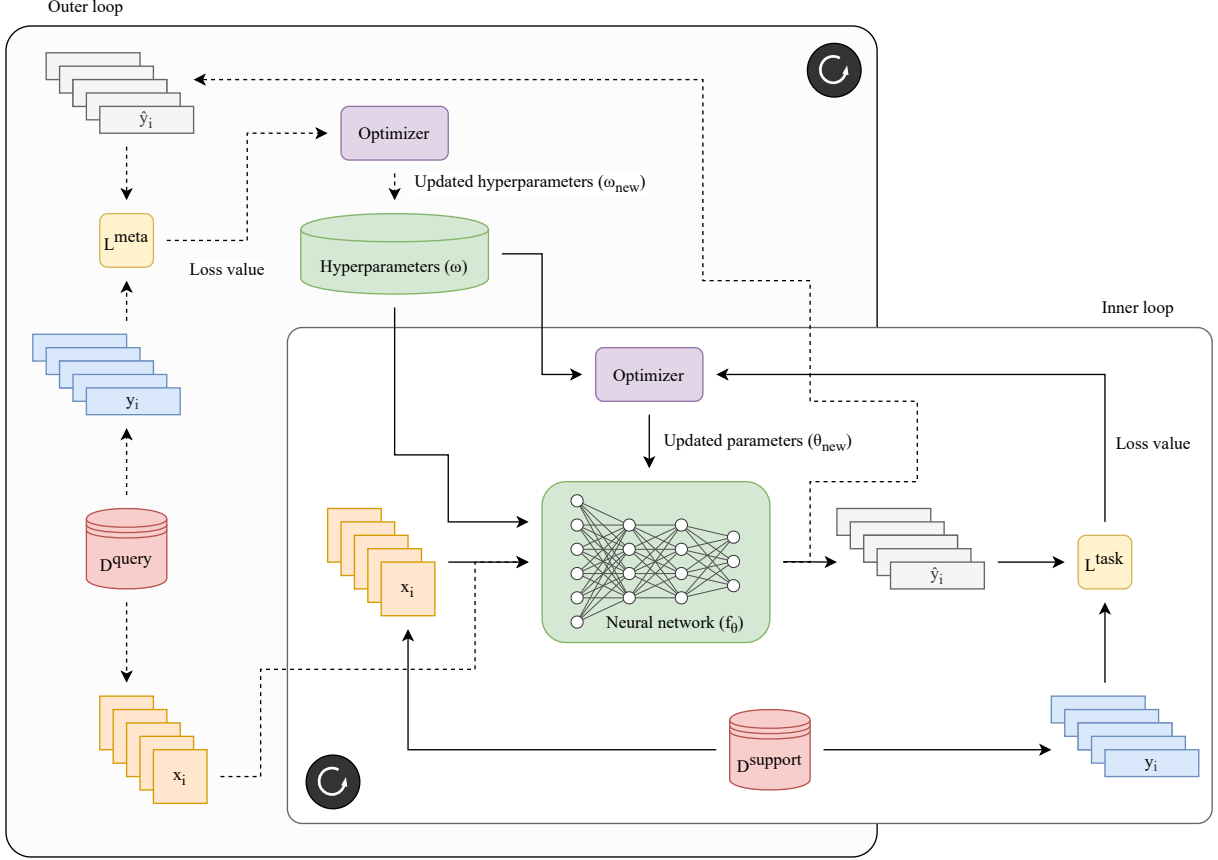 Outer loop
ŷi
Optimizer
Updated hyperparameters (ωnew)
Lmeta
Loss value
Hyperparameters (ω)
Inner loop
Optimizer
yi
Updated parameters (θnew)
Loss value
Dquery
xi
Neural network (fθ)
ŷi
Ltask
xi
Dsupport
yi